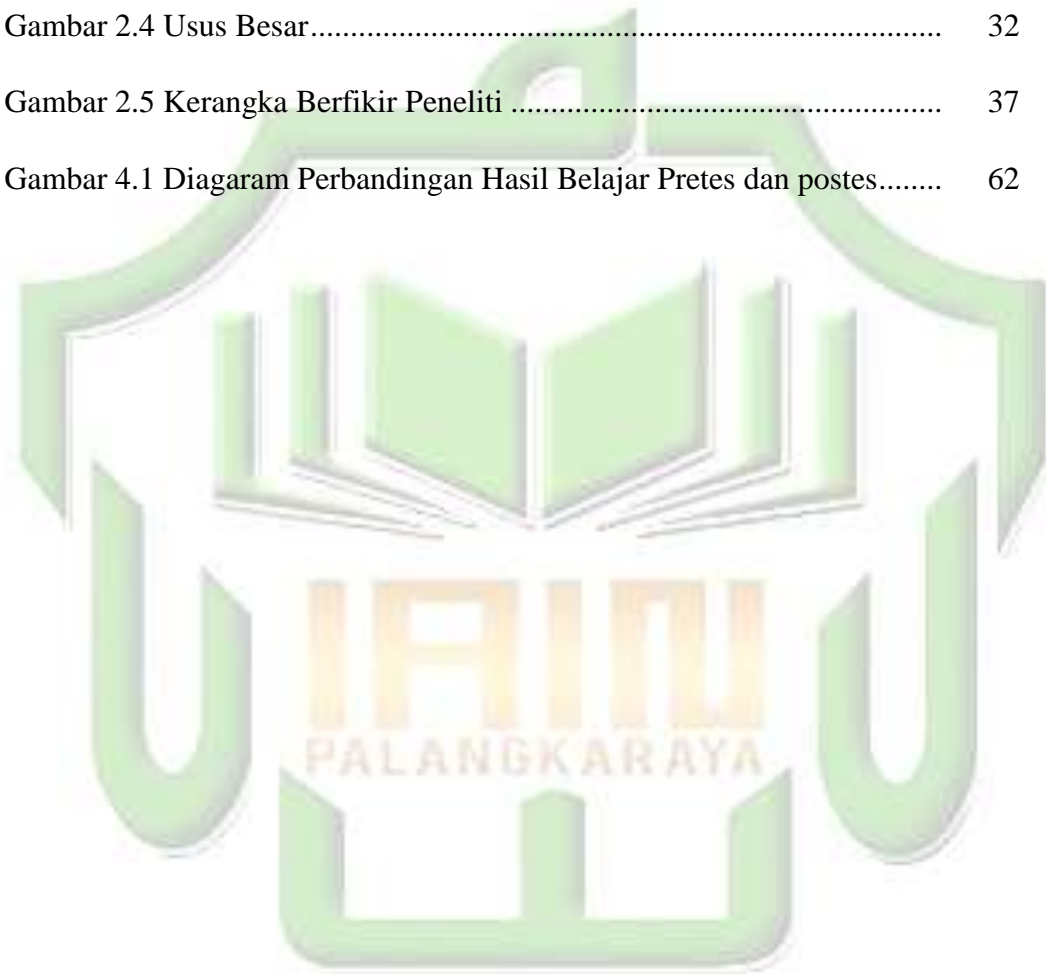 Gambar 2.4 Usus Besar........................................................................ 32
Gambar 2.5 Kerangka Berfikir Peneliti ................................................. 37
Gambar 4.1 Diagaram Perbandingan Hasil Belajar Pretes dan postes........ 62
IAIN
PALANGKARAYA